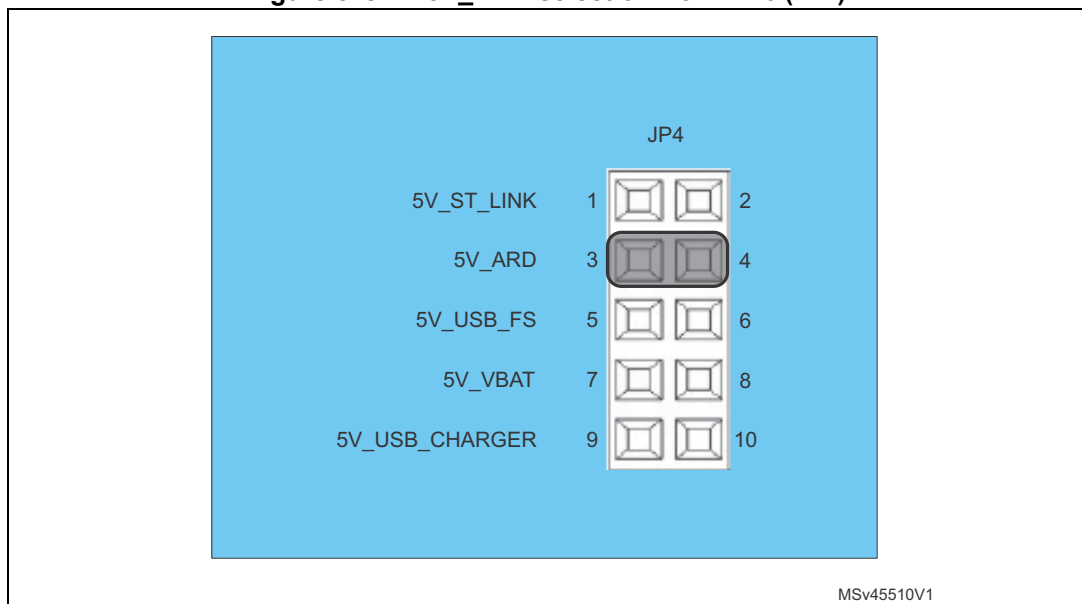 JP4
5V_ST_LINK 1 2
5V_ARD 3 4
5V_USB_FS 5 6
5V_VBAT 7 8
5V_USB_CHARGER 9 10
MSv45510V1